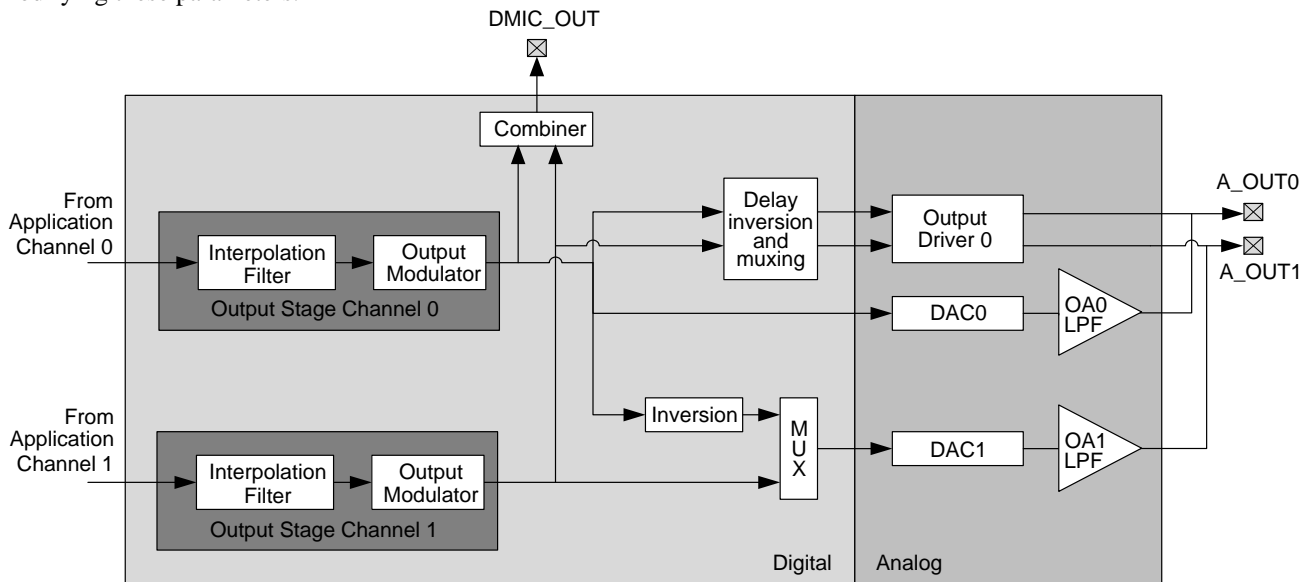 these parameters.
DMIC_OUT
Combiner
From
Application
Channel 0
Interpolation
Filter
Output
Modulator
Output Stage Channel 0
Delay
inversion
and
muxing
Output
Driver 0
A_OUT0
A_OUT1
DAC0
OA0
LPF
From
Application
Channel 1
Interpolation
Filter
Output
Modulator
Output Stage Channel 1
Inversion
M
U
X
DAC1
OA1
LPF
Digital
Analog